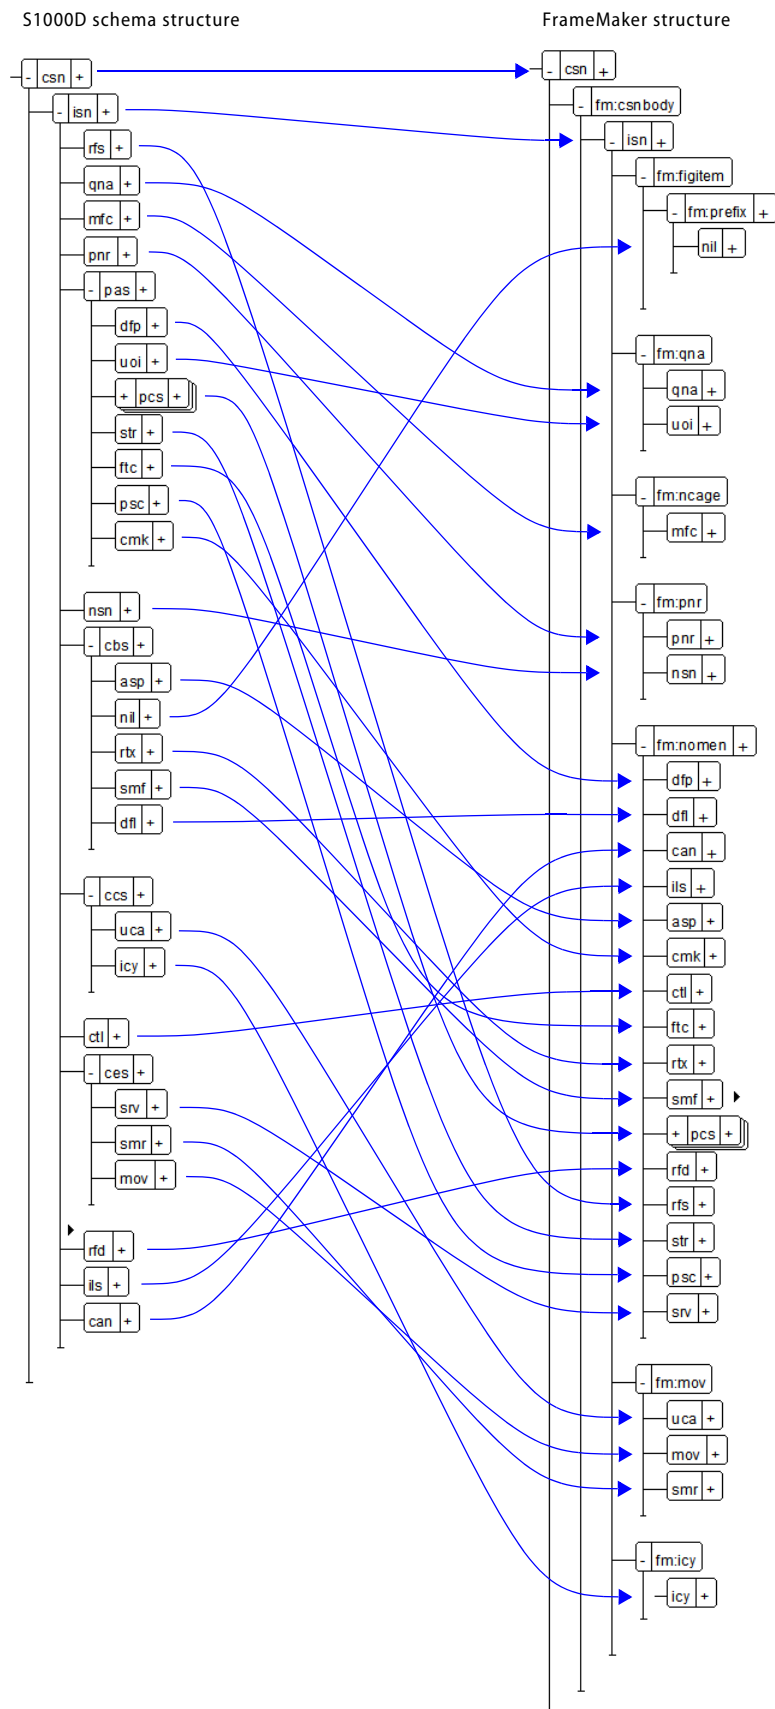 S1000D schema structure
- csn +
- isn +
rfs +
qna +
mfc +
pnr +
- pas +
dfp +
uoi +
+ pcs +
str +
ftc +
psc +
cmk +
nsn +
- cbs +
asp +
nil +
rtx +
smf +
dfl +
- ccs +
uca +
icy +
ctl +
- ces +
srv +
smr +
mov +
rfd +
ils +
can +
FrameMaker structure
- csn +
- fm:csnbody
- isn +
- fm:figitem
- fm:prefix +
nil +
- fm:qna
qna +
uoi +
- fm:ncage
mfc +
- fm:pnr
pnr +
nsn +
- fm:nomen +
dfp +
dfl +
can +
ils +
asp +
cmk +
ctl +
ftc +
rtx +
smf +
+ pcs +
rfd +
rfs +
str +
psc +
srv +
- fm:mov
uca +
mov +
smr +
- fm:icy
icy +